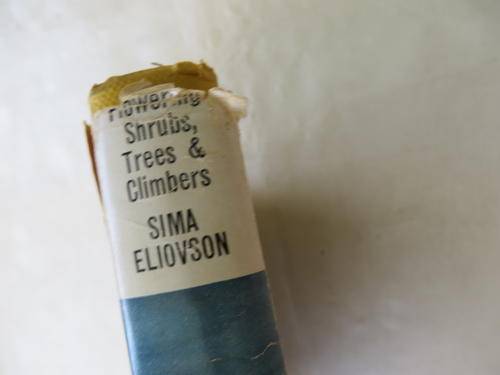 Flowering
Shrubs,
Trees &
Climbers
SIMA
ELIOVSON